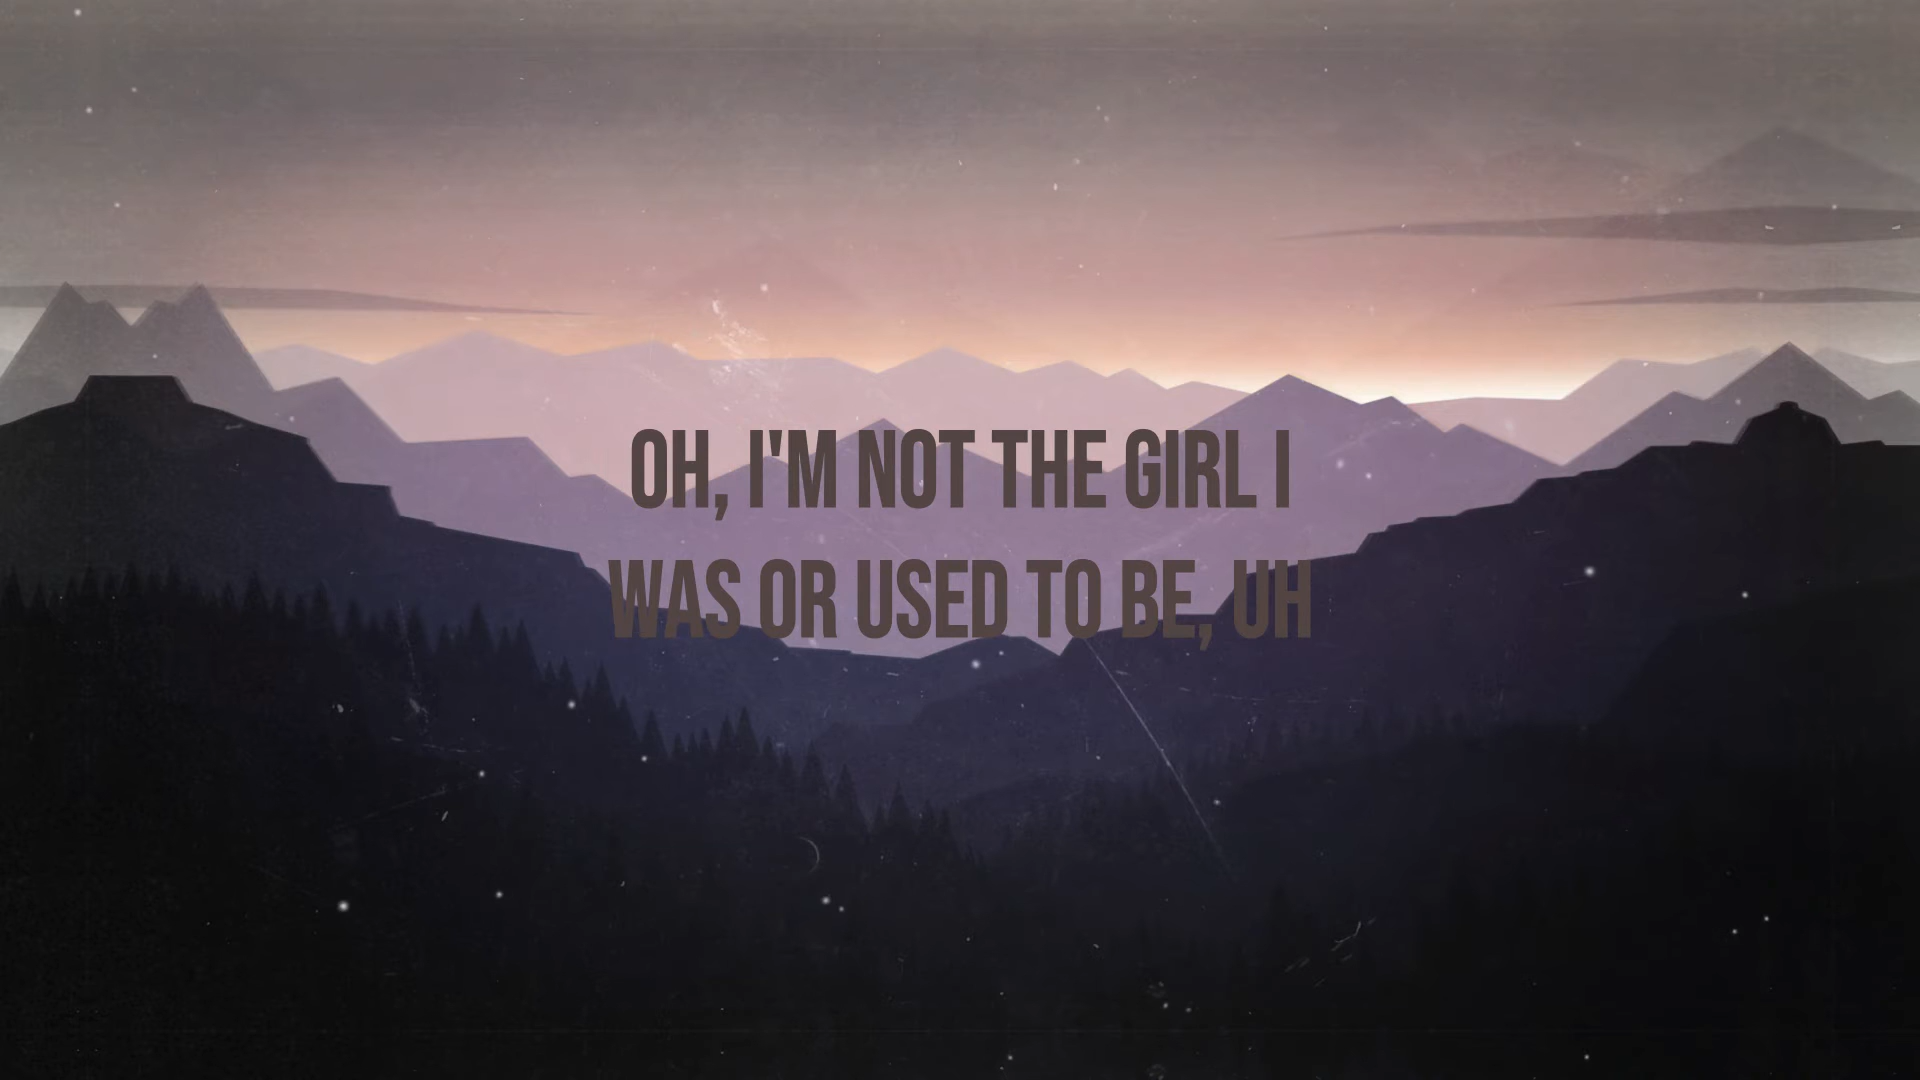 OH, I'M NOT THE GIRL I
WAS OR USED TO BE, UH